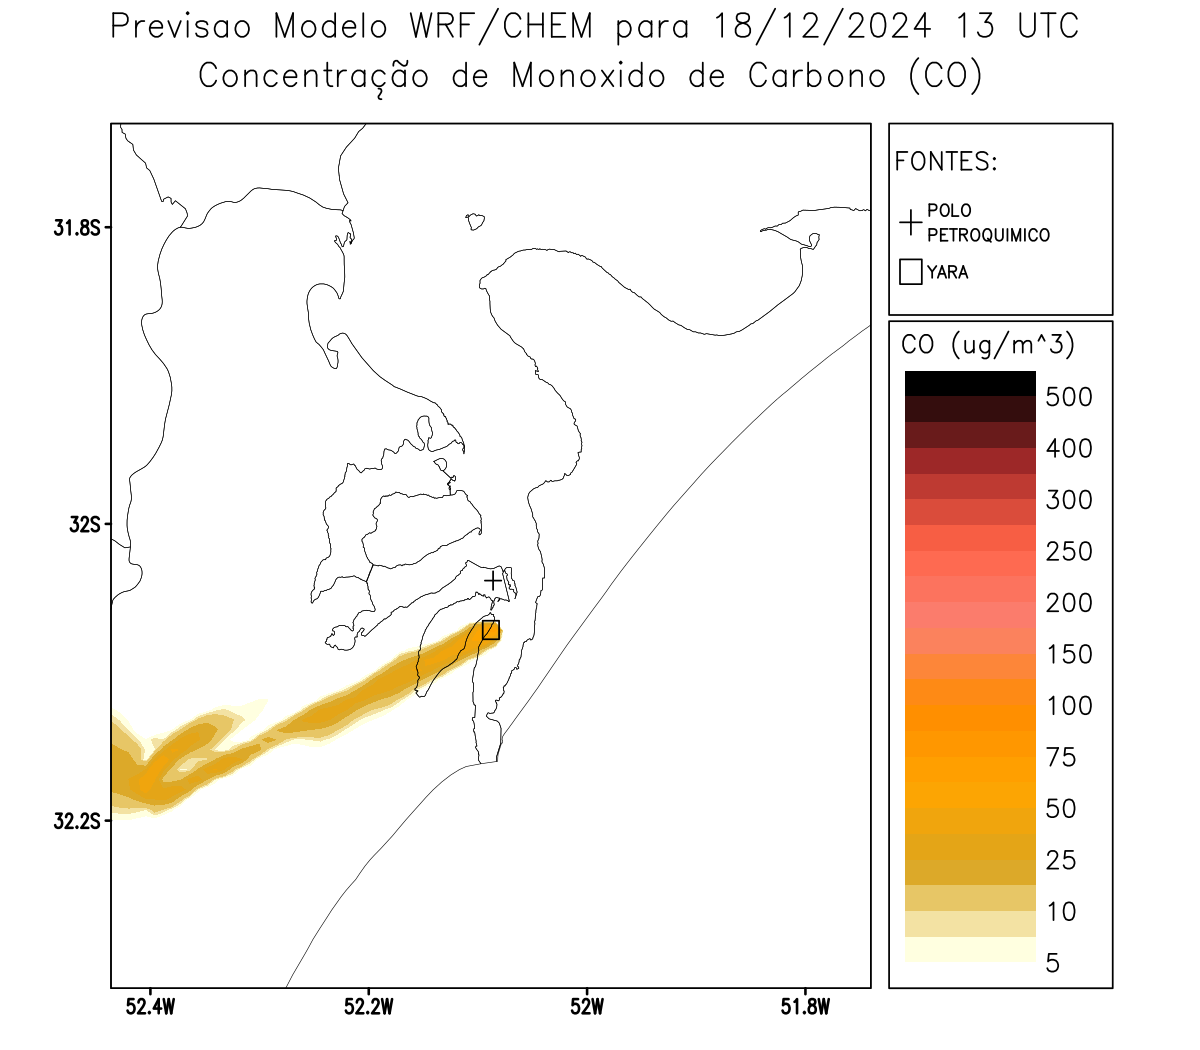 Previsao Modelo WRF/CHEM para 18/12/2024 13 UTC
Concentração de Monoxido de Carbono (CO)
FONTES:
POLO
PETROQUIMICO
YARA
CO (ug/m^3)
500
400
300
250
200
150
100
75
50
25
10
5
31.8S
32S
32.2S
52.4W
52.2W
52W
51.8W